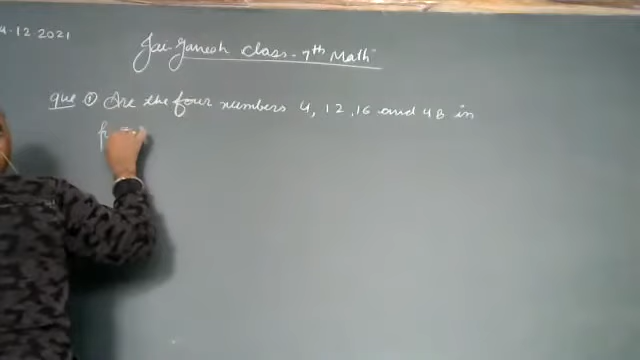 4-12 2021
Jai Ganesh Class - 7th Math
que ① Are the four numbers 4, 12, 16 and 48 in